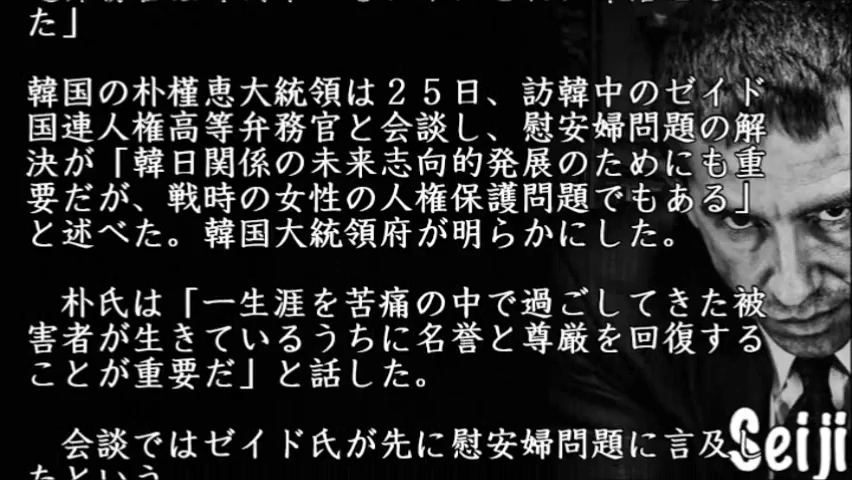 た」
韓国の朴槿恵大統領は２５日、訪韓中のゼイド
国連人権高等弁務官と会談し、慰安婦問題の解
決が「韓日関係の未来志向的発展のためにも重
要だが、戦時の女性の人権保護問題でもある」
と述べた。韓国大統領府が明らかにした。
朴氏は「一生涯を苦痛の中で過ごしてきた被
害者が生きているうちに名誉と尊厳を回復する
ことが重要だ」と話した。
会談ではゼイド氏が先に慰安婦問題に言及し
たという
Seiji